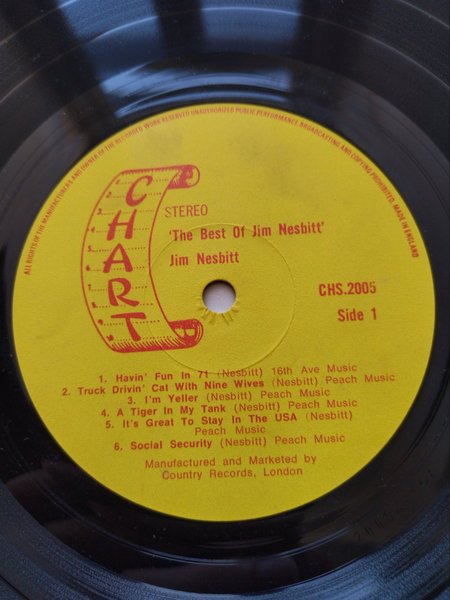 ALL RIGHTS OF THE MANUFACTURERS AND OWNER OF THE RECORDED WORK RESERVED UNAUTHORIZED PUBLIC PERFORMANCE, BROADCASTING AND COPYING PROHIBITED. MADE IN ENGLAND
CHART
STEREO
'The Best Of Jim Nesbitt'
Jim Nesbitt
CHS.2005
Side 1
1. Havin' Fun In 71 (Nesbitt) 16th Ave Music
2. Truck Drivin' Cat With Nine Wives (Nesbitt) Peach Music
3. I'm Yeller (Nesbitt) Peach Music
4. A Tiger In My Tank (Nesbitt) Peach Music
5. It's Great To Stay In The USA (Nesbitt)
Peach Music
6. Social Security (Nesbitt) Peach Music
Manufactured and Marketed by
Country Records, London